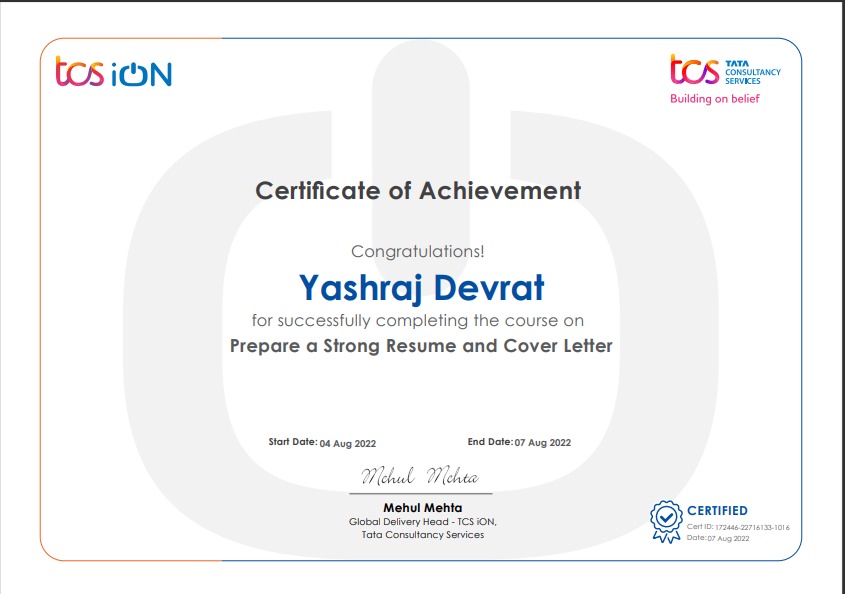 tcs iON
tcs TATA
CONSULTANCY
SERVICES
Building on belief
Certificate of Achievement
Congratulations!
Yashraj Devrat
for successfully completing the course on
Prepare a Strong Resume and Cover Letter
Start Date: 04 Aug 2022
End Date: 07 Aug 2022
Mehul Mehta
Mehul Mehta
Global Delivery Head - TCS iON,
Tata Consultancy Services
CERTIFIED
Cert ID: 172446-22716133-1016
Date: 07 Aug 2022